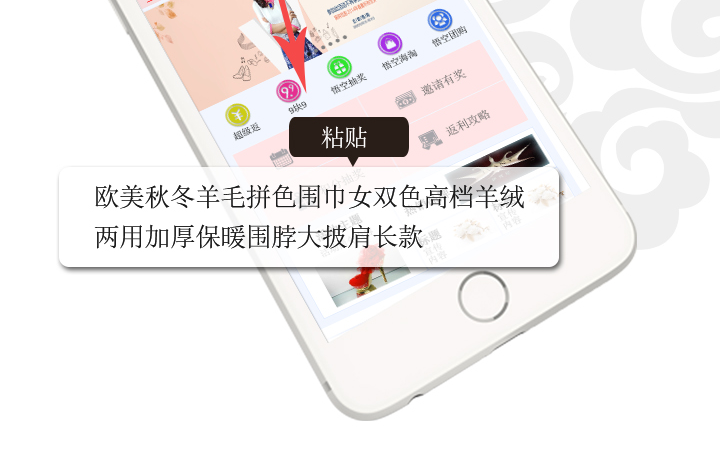 悟空团购
悟空海淘
悟空抽奖
9块9
超级返
邀请有奖
返利攻略
粘贴
欧美秋冬羊毛拼色围巾女双色高档羊绒
两用加厚保暖围脖大披肩长款